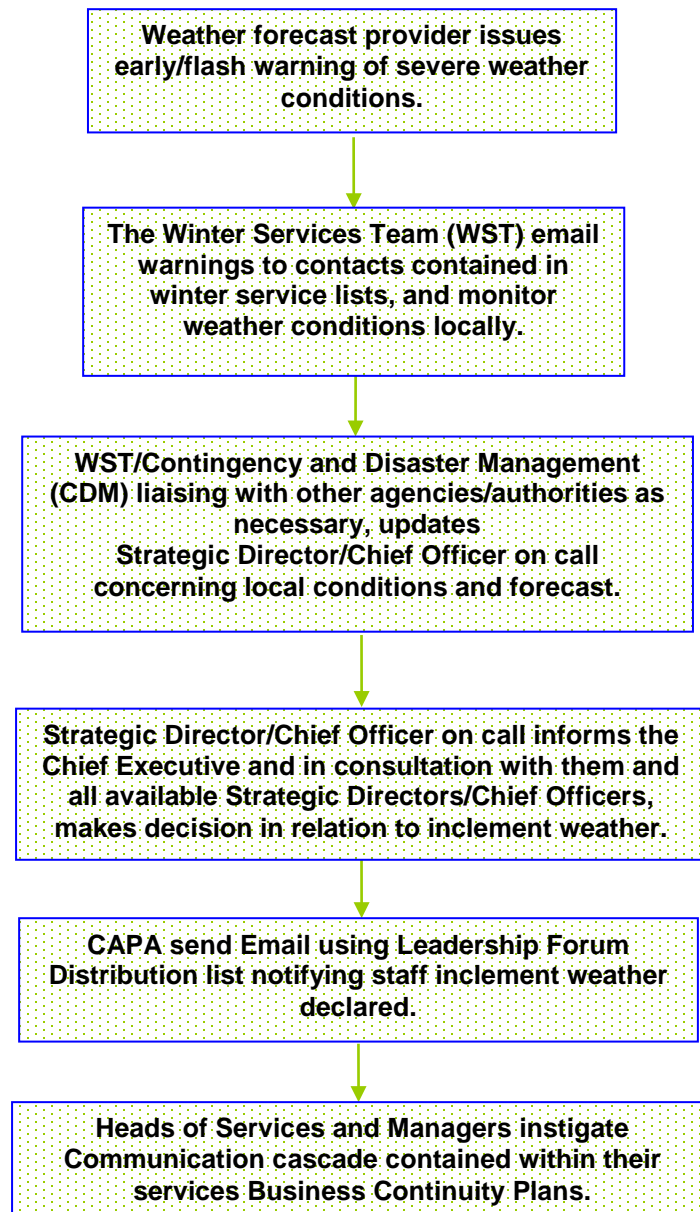 Weather forecast provider issues
early/flash warning of severe weather
conditions.
The Winter Services Team (WST) email
warnings to contacts contained in
winter service lists, and monitor
weather conditions locally.
WST/Contingency and Disaster Management
(CDM) liaising with other agencies/authorities as
necessary, updates
Strategic Director/Chief Officer on call
concerning local conditions and forecast.
Strategic Director/Chief Officer on call informs the
Chief Executive and in consultation with them and
all available Strategic Directors/Chief Officers,
makes decision in relation to inclement weather.
CAPA send Email using Leadership Forum
Distribution list notifying staff inclement weather
declared.
Heads of Services and Managers instigate
Communication cascade contained within their
services Business Continuity Plans.